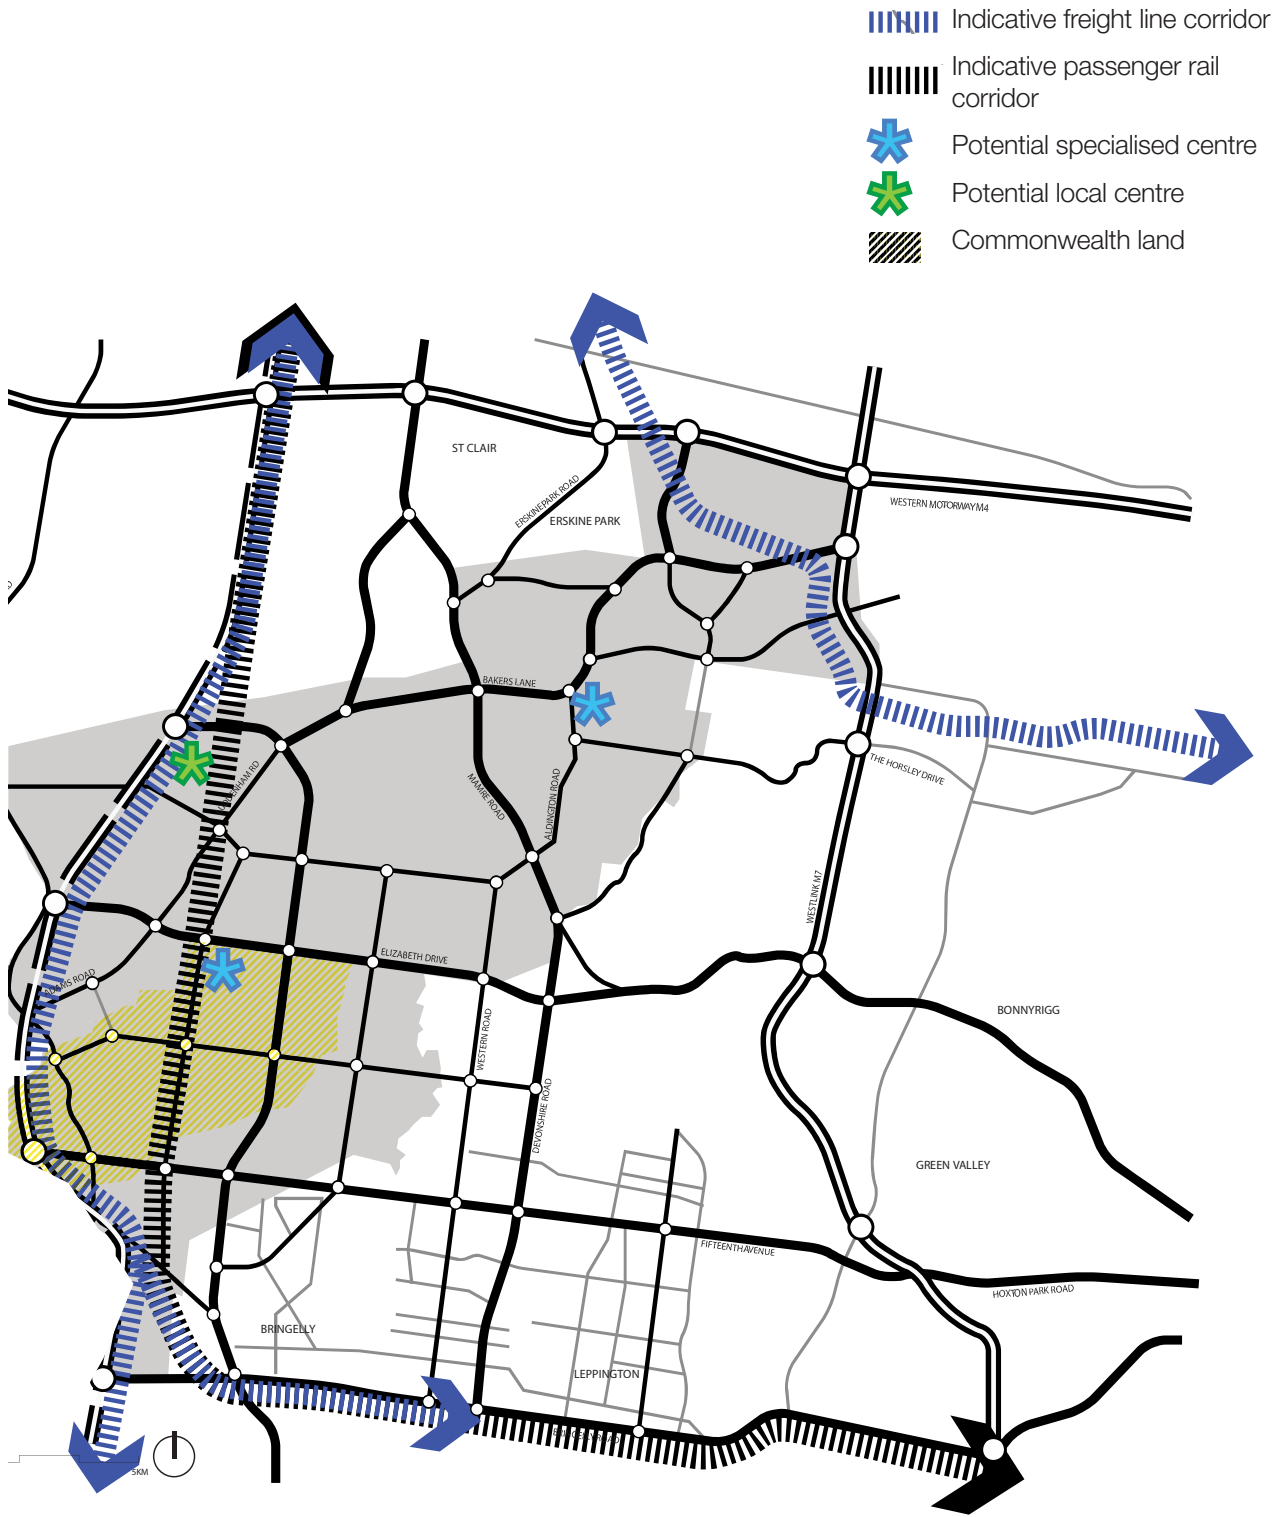 Indicative freight line corridor
Indicative passenger rail
corridor
Potential specialised centre
Potential local centre
Commonwealth land
ST CLAIR
ERSKINE PARK ROAD
ERSKINE PARK
WESTERN MOTORWAY M4
BAKERS LANE
THE HORSLEY DRIVE
MAMRE ROAD
ALDINGTON ROAD
WESTLINK M7
ELIZABETH DRIVE
ADAMS ROAD
BONNYRIGG
WESTERN ROAD
DEVONSHIRE ROAD
GREEN VALLEY
FIFTEENTH AVENUE
HOXTON PARK ROAD
BRINGELLY
LEPPINGTON
BRINGELLY ROAD
5KM